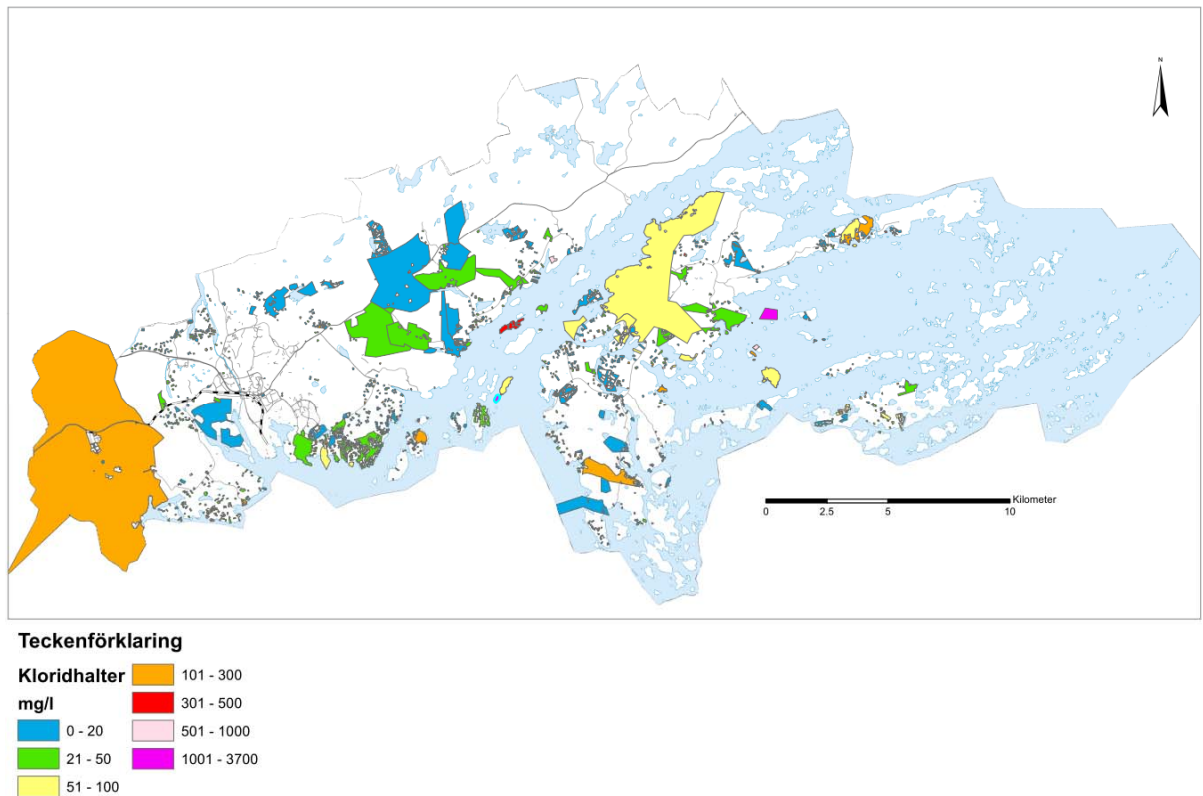 N
Kilometer
0 2.5 5 10
Teckenförklaring
Kloridhalter
mg/l
0 - 20
21 - 50
51 - 100
101 - 300
301 - 500
501 - 1000
1001 - 3700